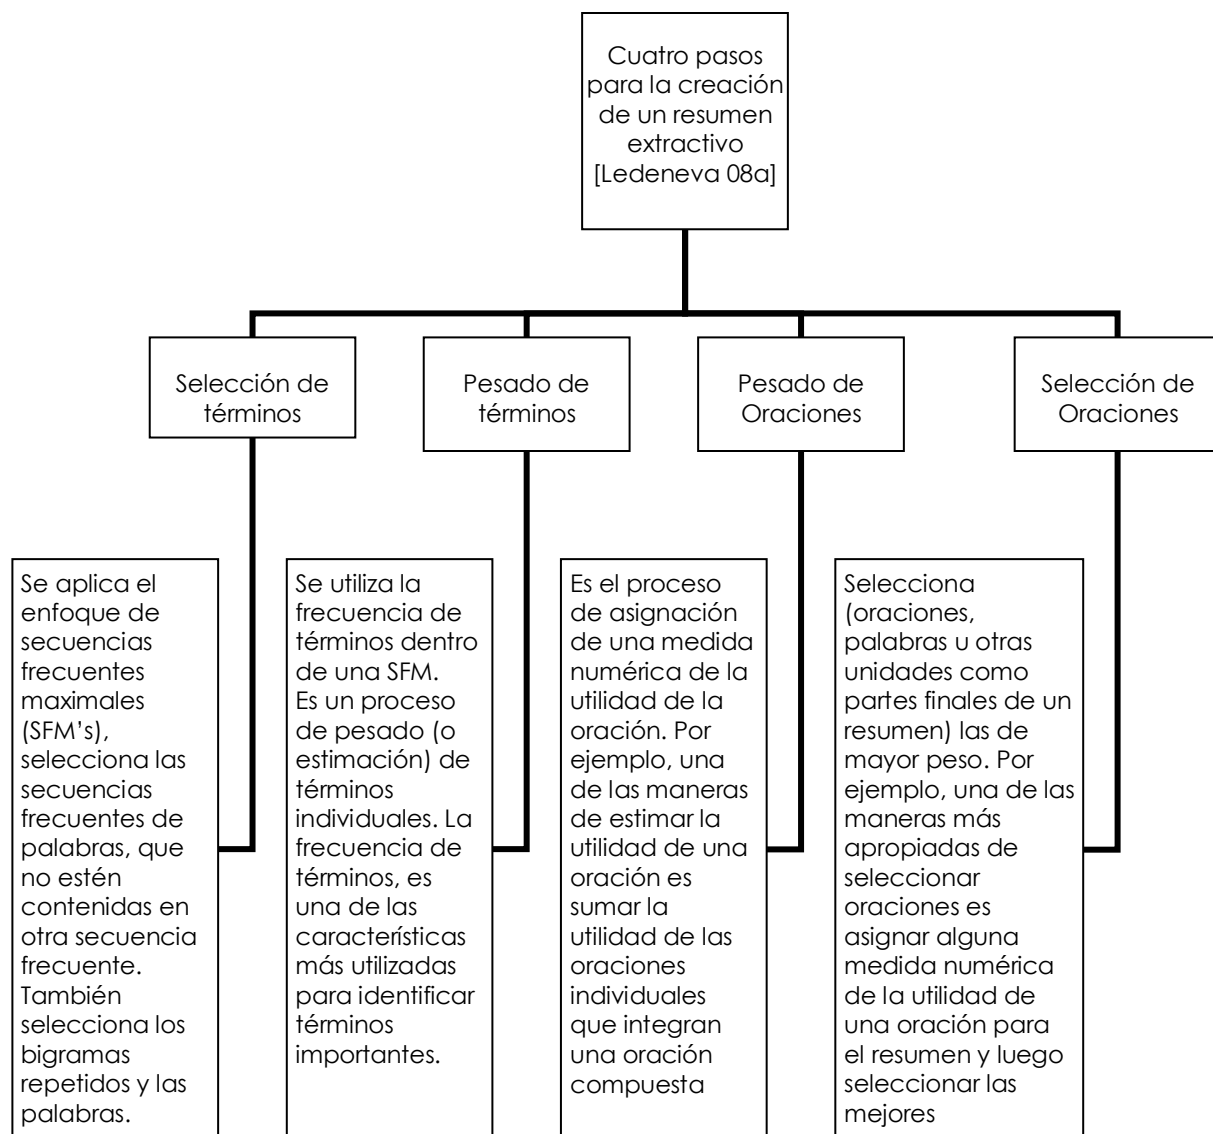 Cuatro pasos
para la creación
de un resumen
extractivo
[Ledeneva 08a]
Selección de
términos
Pesado de
términos
Pesado de
Oraciones
Selección de
Oraciones
Se aplica el
enfoque de
secuencias
frecuentes
maximales
(SFM's),
selecciona las
secuencias
frecuentes de
palabras, que
no estén
contenidas en
otra secuencia
frecuente.
También
selecciona los
bigramas
repetidos y las
palabras.
Se utiliza la
frecuencia de
términos dentro
de una SFM.
Es un proceso
de pesado (o
estimación) de
términos
individuales. La
frecuencia de
términos, es
una de las
características
más utilizadas
para identificar
términos
importantes.
Es el proceso
de asignación
de una medida
numérica de la
utilidad de la
oración. Por
ejemplo, una
de las maneras
de estimar la
utilidad de una
oración es
sumar la
utilidad de las
oraciones
individuales
que integran
una oración
compuesta
Selecciona
(oraciones,
palabras u otras
unidades como
partes finales de un
resumen) las de
mayor peso. Por
ejemplo, una de las
maneras más
apropiadas de
seleccionar
oraciones es
asignar alguna
medida numérica
de la utilidad de
una oración para
el resumen y luego
seleccionar las
mejores